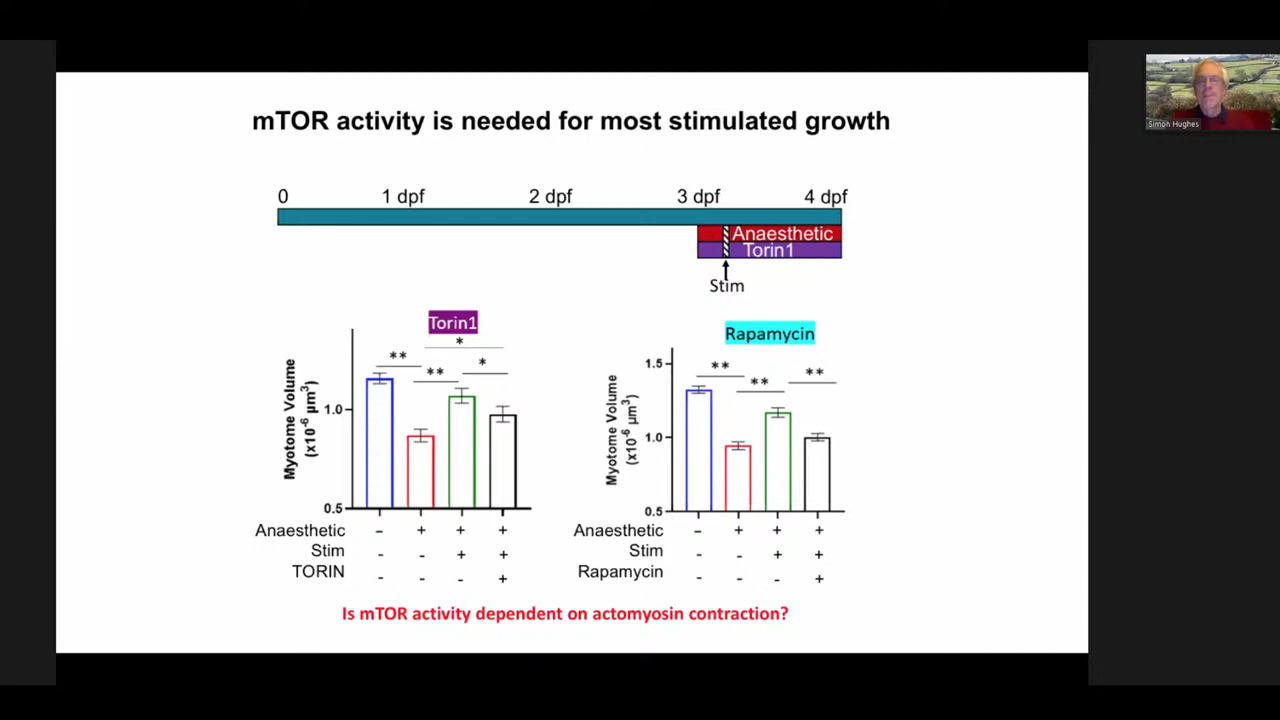 Simon Hughes
mTOR activity is needed for most stimulated growth
0 1 dpf 2 dpf 3 dpf 4 dpf
Anaesthetic
Torin1
Stim
Torin1
** ** * *
Myotome Volume
(x10-6 µm3)
1.0
0.5
Anaesthetic - + + +
Stim - - + +
TORIN - - - +
Rapamycin
** ** **
Myotome Volume
(x10-6 µm3)
1.5
1.0
0.5
Anaesthetic - + + +
Stim - - + +
Rapamycin - - - +
Is mTOR activity dependent on actomyosin contraction?